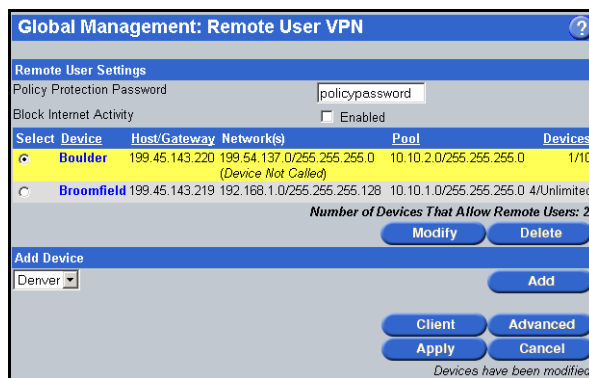 Global Management: Remote User VPN
?
Remote User Settings
Policy Protection Password policypassword
Block Internet Activity Enabled
Select Device Host/Gateway Network(s) Pool Devices
Boulder 199.45.143.220 199.54.137.0/255.255.255.0 10.10.2.0/255.255.255.0 1/10
(Device Not Called)
Broomfield 199.45.143.219 192.168.1.0/255.255.255.128 10.10.1.0/255.255.255.0 4/Unlimited
Number of Devices That Allow Remote Users: 2
Modify Delete
Add Device
Denver Add
Client Advanced
Apply Cancel
Devices have been modified